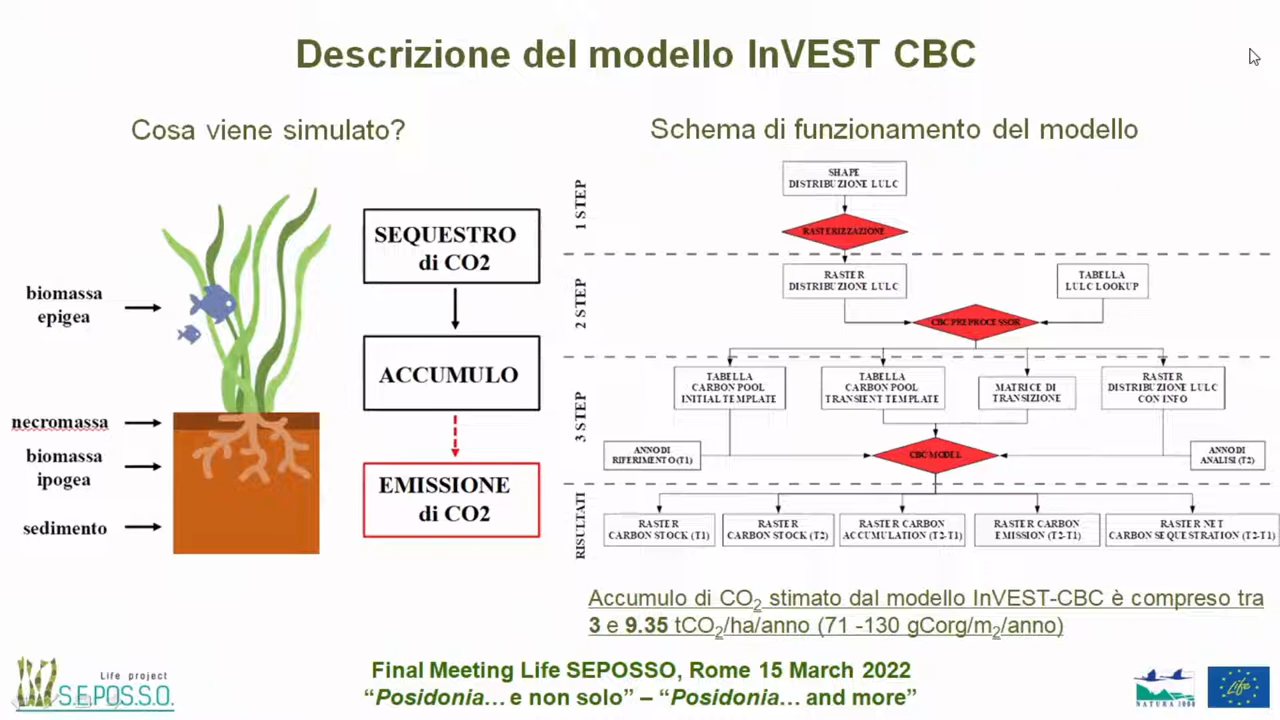 Descrizione del modello InVEST CBC
Cosa viene simulato?
biomassa
epigea
necromassa
biomassa
ipogea
sedimento
SEQUESTRO
di CO2
ACCUMULO
EMISSIONE
di CO2
Schema di funzionamento del modello
1 STEP
SHAPE
DISTRIBUZIONE LULC
RASTERIZZAZIONE
2 STEP
RASTER
DISTRIBUZIONE LULC
TABELLA
LULC LOOKUP
CBC PREPROCESSOR
3 STEP
TABELLA
CARBON POOL
INITIAL TEMPLATE
TABELLA
CARBON POOL
TRANSIENT TEMPLATE
MATRICE DI
TRANSIZIONE
RASTER
DISTRIBUZIONE LULC
CON INFO
ANNO DI
RIFERIMENTO (T1)
CBC MODEL
ANNO DI
ANALISI (T2)
RISULTATI
RASTER
CARBON STOCK (T1)
RASTER
CARBON STOCK (T2)
RASTER CARBON
ACCUMULATION (T2-T1)
RASTER CARBON
EMISSION (T2-T1)
RASTER NET
CARBON SEQUESTRATION (T2-T1)
Accumulo di CO2 stimato dal modello InVEST-CBC è compreso tra
3 e 9.35 tCO2/ha/anno (71 -130 gCorg/m2/anno)
Life project
S.E.POS.S.O.
Final Meeting Life SEPOSSO, Rome 15 March 2022
“Posidonia… e non solo” – “Posidonia… and more”
NATURA 2000
Life